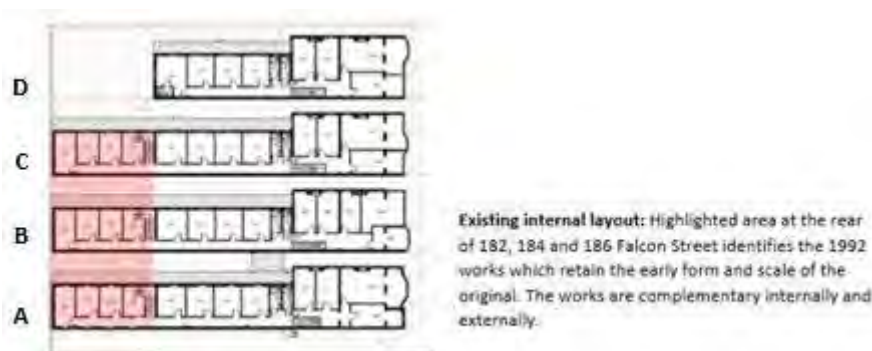 D
C
B
A
Existing internal layout: Highlighted area at the rear
of 182, 184 and 186 Falcon Street identifies the 1992
works which retain the early form and scale of the
original. The works are complementary internally and
externally.